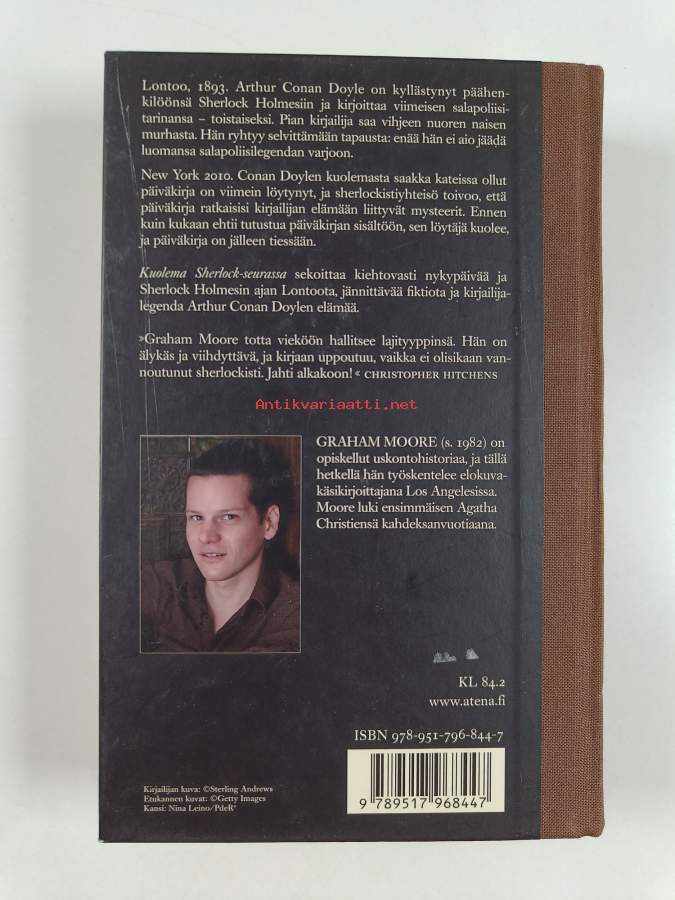 Lontoo, 1893. Arthur Conan Doyle on kyllästynyt päähen-
kilöönsä Sherlock Holmesiin ja kirjoittaa viimeisen salapoliisi-
tarinansa – toistaiseksi. Pian kirjailija saa vihjeen nuoren naisen
murhasta. Hän ryhtyy selvittämään tapausta: enää hän ei aio jäädä
luomansa salapoliisilegendan varjoon.
New York 2010. Conan Doylen kuolemasta saakka kateissa ollut
päiväkirja on viimein löytynyt, ja sherlockistiyhteisö toivoo, että
päiväkirja ratkaisisi kirjailijan elämään liittyvät mysteerit. Ennen
kuin kukaan ehtii tutustua päiväkirjan sisältöön, sen löytäjä kuolee,
ja päiväkirja on jälleen tiessään.
Kuolema Sherlock-seurassa sekoittaa kiehtovasti nykypäivää ja
Sherlock Holmesin ajan Lontoota, jännittävää fiktiota ja kirjailija-
legenda Arthur Conan Doylen elämää.
»Graham Moore totta vieköön hallitsee lajityyppinsä. Hän on
älykäs ja viihdyttävä, ja kirjaan uppoutuu, vaikka ei olisikaan van-
noutunut sherlockisti. Jahti alkakoon!« CHRISTOPHER HITCHENS
Antikvariaatti.net
GRAHAM MOORE (s. 1982) on
opiskellut uskontohistoriaa, ja tällä
hetkellä hän työskentelee elokuva-
käsikirjoittajana Los Angelesissa.
Moore luki ensimmäisen Agatha
Christiensä kahdeksanvuotiaana.
KL 84.2
www.atena.fi
ISBN 978-951-796-844-7
9 789517 968447
Kirjailijan kuva: ©Sterling Andrews
Etukannen kuvat: ©Getty Images
Kansi: Nina Leino/PdeR*